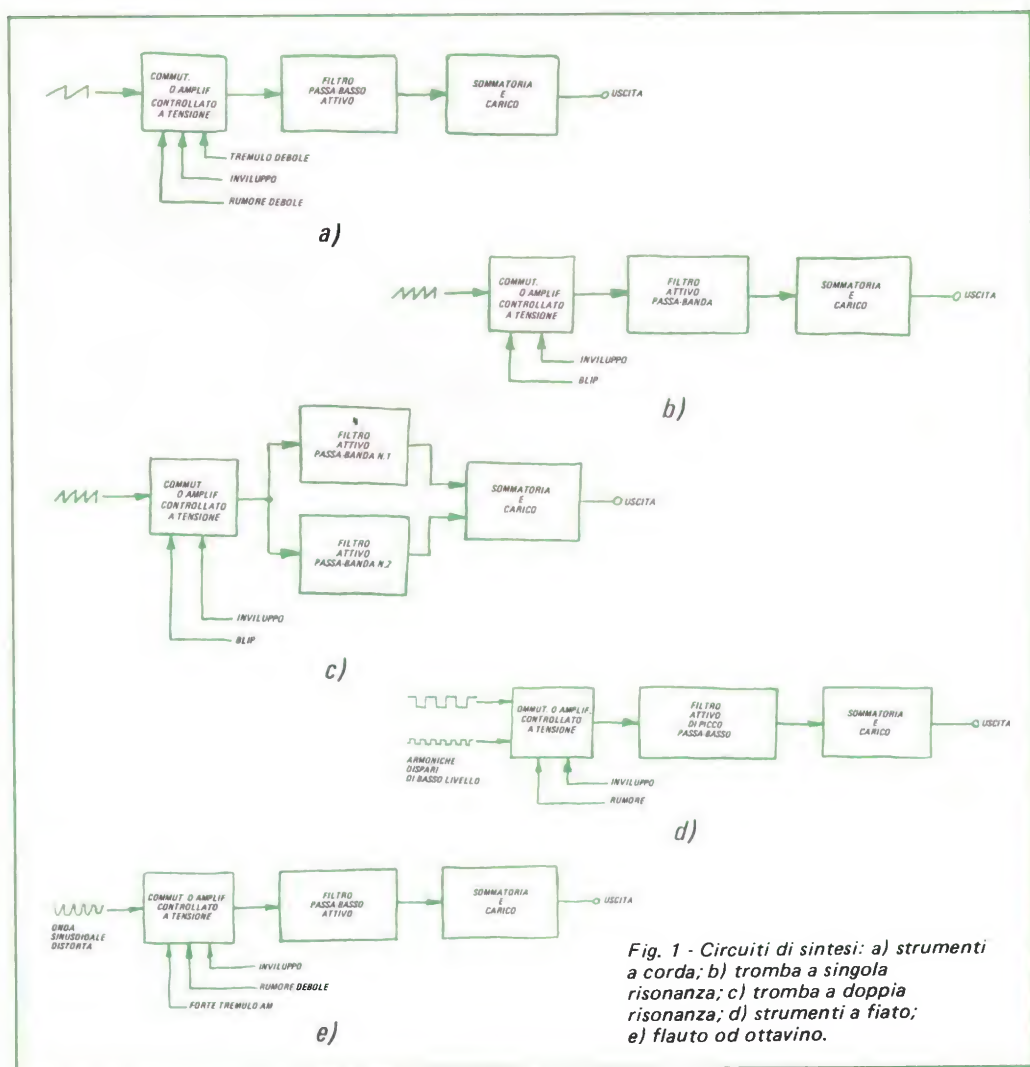 COMMUT.
O AMPLIF
CONTROLLATO
A TENSIONE
FILTRO
PASSA-BASSO
ATTIVO
SOMMATORIA
E
CARICO
USCITA
TREMULO DEBOLE
INVILUPPO
RUMORE DEBOLE
a)
COMMUT.
O AMPLIF
CONTROLLATO
A TENSIONE
FILTRO
ATTIVO
PASSA-BANDA
SOMMATORIA
E
CARICO
USCITA
INVILUPPO
BLIP
b)
COMMUT
O AMPLIF
CONTROLLATO
A TENSIONE
FILTRO
ATTIVO
PASSA-BANDA N.1
FILTRO
ATTIVO
PASSA-BANDA N.2
SOMMATORIA
E
CARICO
USCITA
INVILUPPO
BLIP
c)
ARMONICHE
DISPARI
DI BASSO LIVELLO
OMMUT. O AMPLIF.
CONTROLLATO
A TENSIONE
FILTRO
ATTIVO
DI PICCO
PASSA-BASSO
SOMMATORIA
E
CARICO
USCITA
INVILUPPO
RUMORE
d)
ONDA
SINUSOIDALE
DISTORTA
COMMUT. O AMPLIF
CONTROLLATO
A TENSIONE
FILTRO
PASSA-BASSO
ATTIVO
SOMMATORIA
E
CARICO
USCITA
INVILUPPO
RUMORE DEBOLE
FORTE TREMULO AM
e)
Fig. 1 - Circuiti di sintesi: a) strumenti
a corda; b) tromba a singola
risonanza; c) tromba a doppia
risonanza; d) strumenti a fiato;
e) flauto od ottavino.